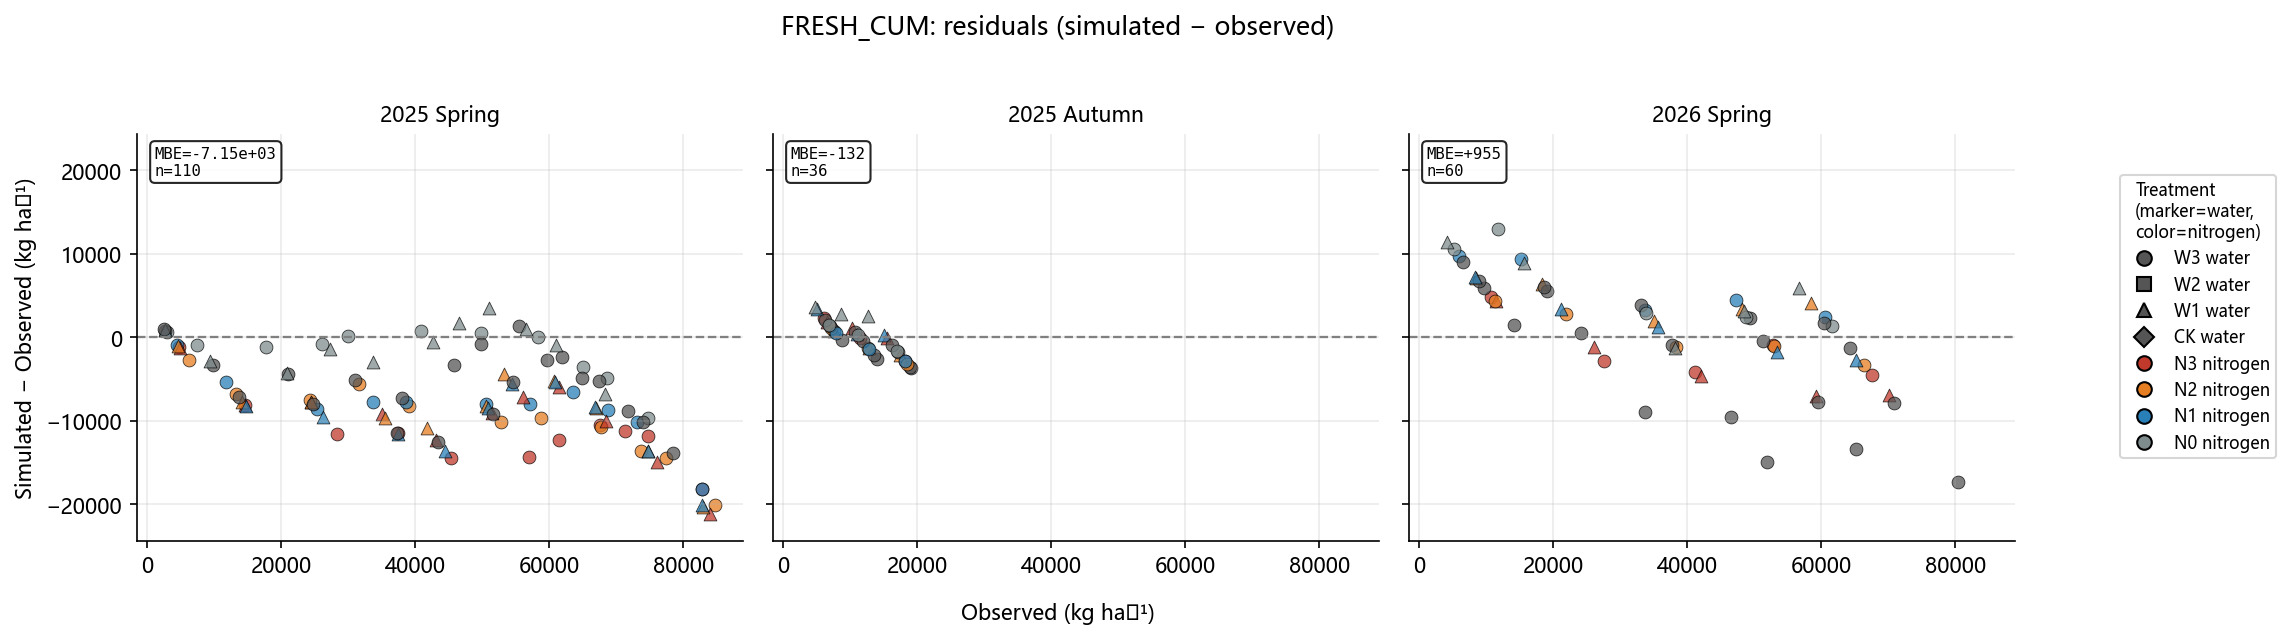 FRESH_CUM: residuals (simulated − observed)
2025 Spring
2025 Autumn
2026 Spring
Simulated − Observed (kg ha□¹)
20000
10000
0
−10000
−20000
MBE=-7.15e+03
n=110
MBE=-132
n=36
MBE=+955
n=60
0 20000 40000 60000 80000
0 20000 40000 60000 80000
0 20000 40000 60000 80000
Observed (kg ha□¹)
Treatment
(marker=water,
color=nitrogen)
W3 water
W2 water
W1 water
CK water
N3 nitrogen
N2 nitrogen
N1 nitrogen
N0 nitrogen